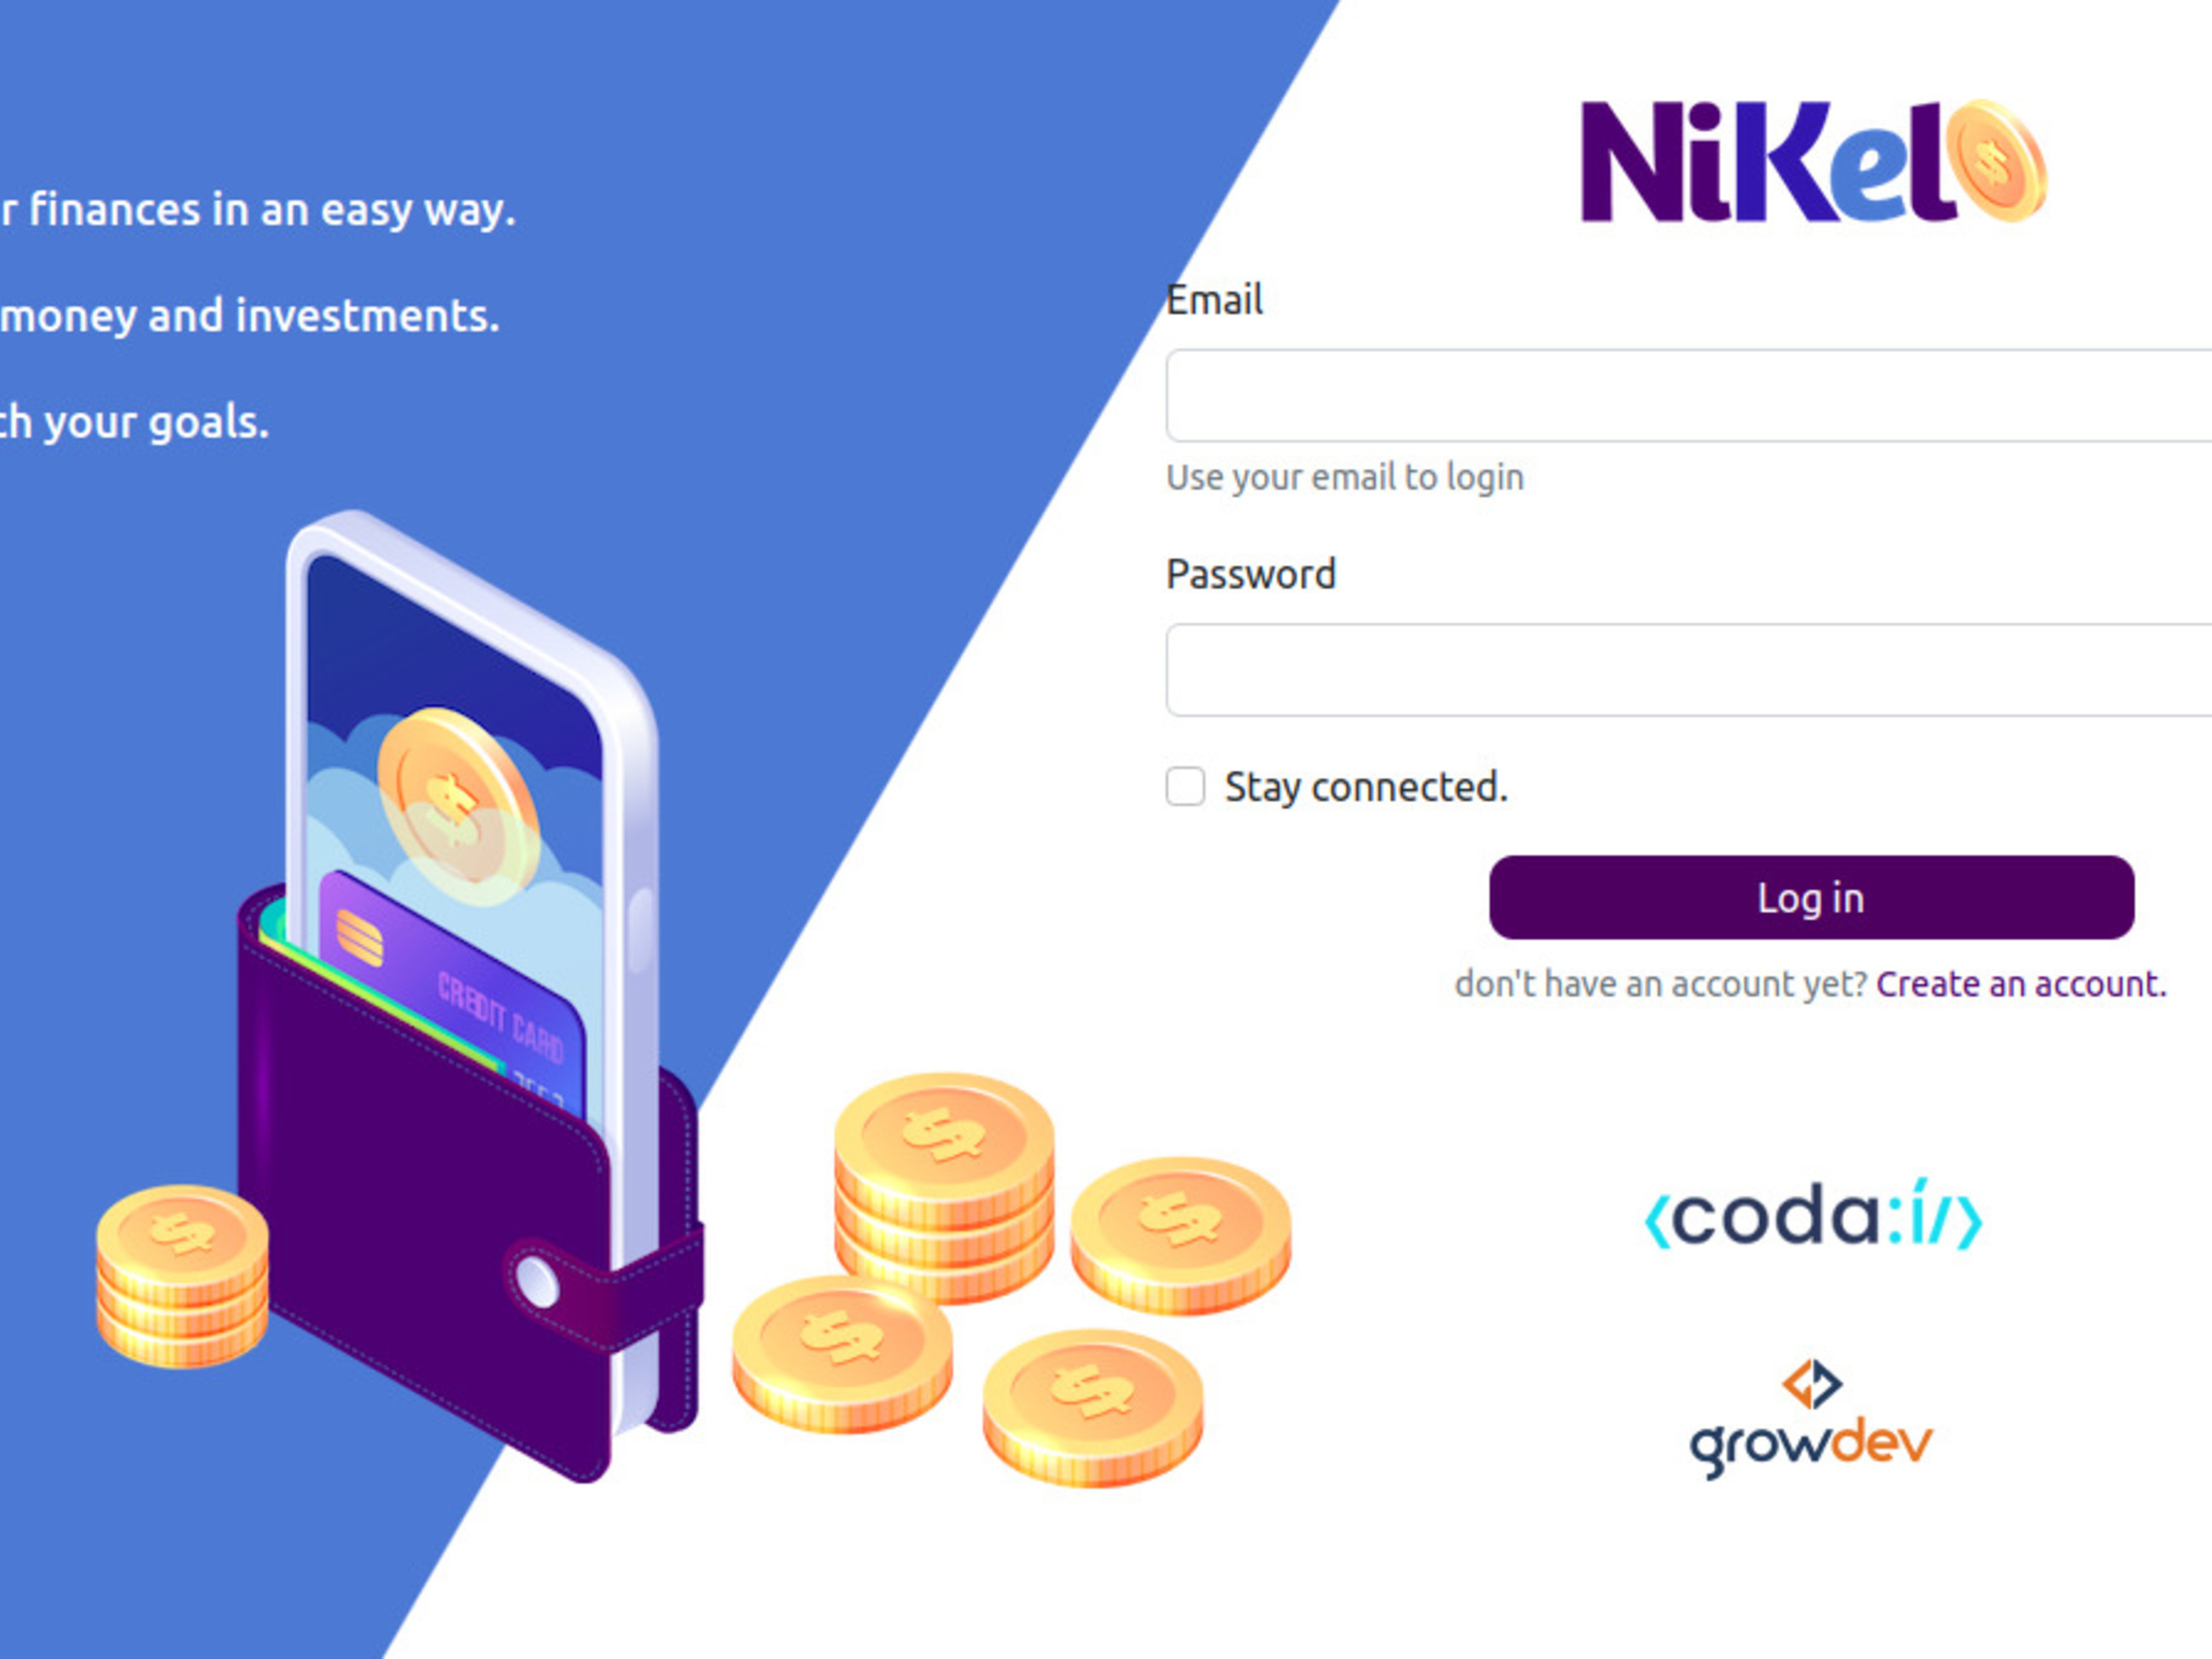 r finances in an easy way.
money and investments.
th your goals.
CREDIT CARD
NiKel
Email
Use your email to login
Password
Stay connected.
Log in
don't have an account yet? Create an account.
<coda:í/>
growdev